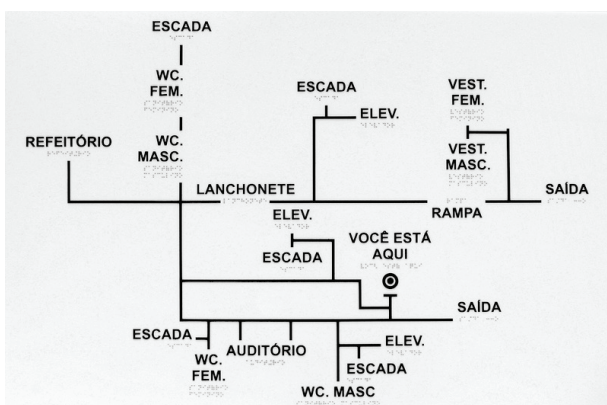 ESCADA
WC.
FEM.
WC.
MASC.
REFEITÓRIO
ESCADA
ELEV.
VEST.
FEM.
VEST.
MASC.
LANCHONETE
RAMPA
SAÍDA
ELEV.
ESCADA
VOCÊ ESTÁ
AQUI
SAÍDA
ESCADA
WC.
FEM.
AUDITÓRIO
ELEV.
ESCADA
WC. MASC